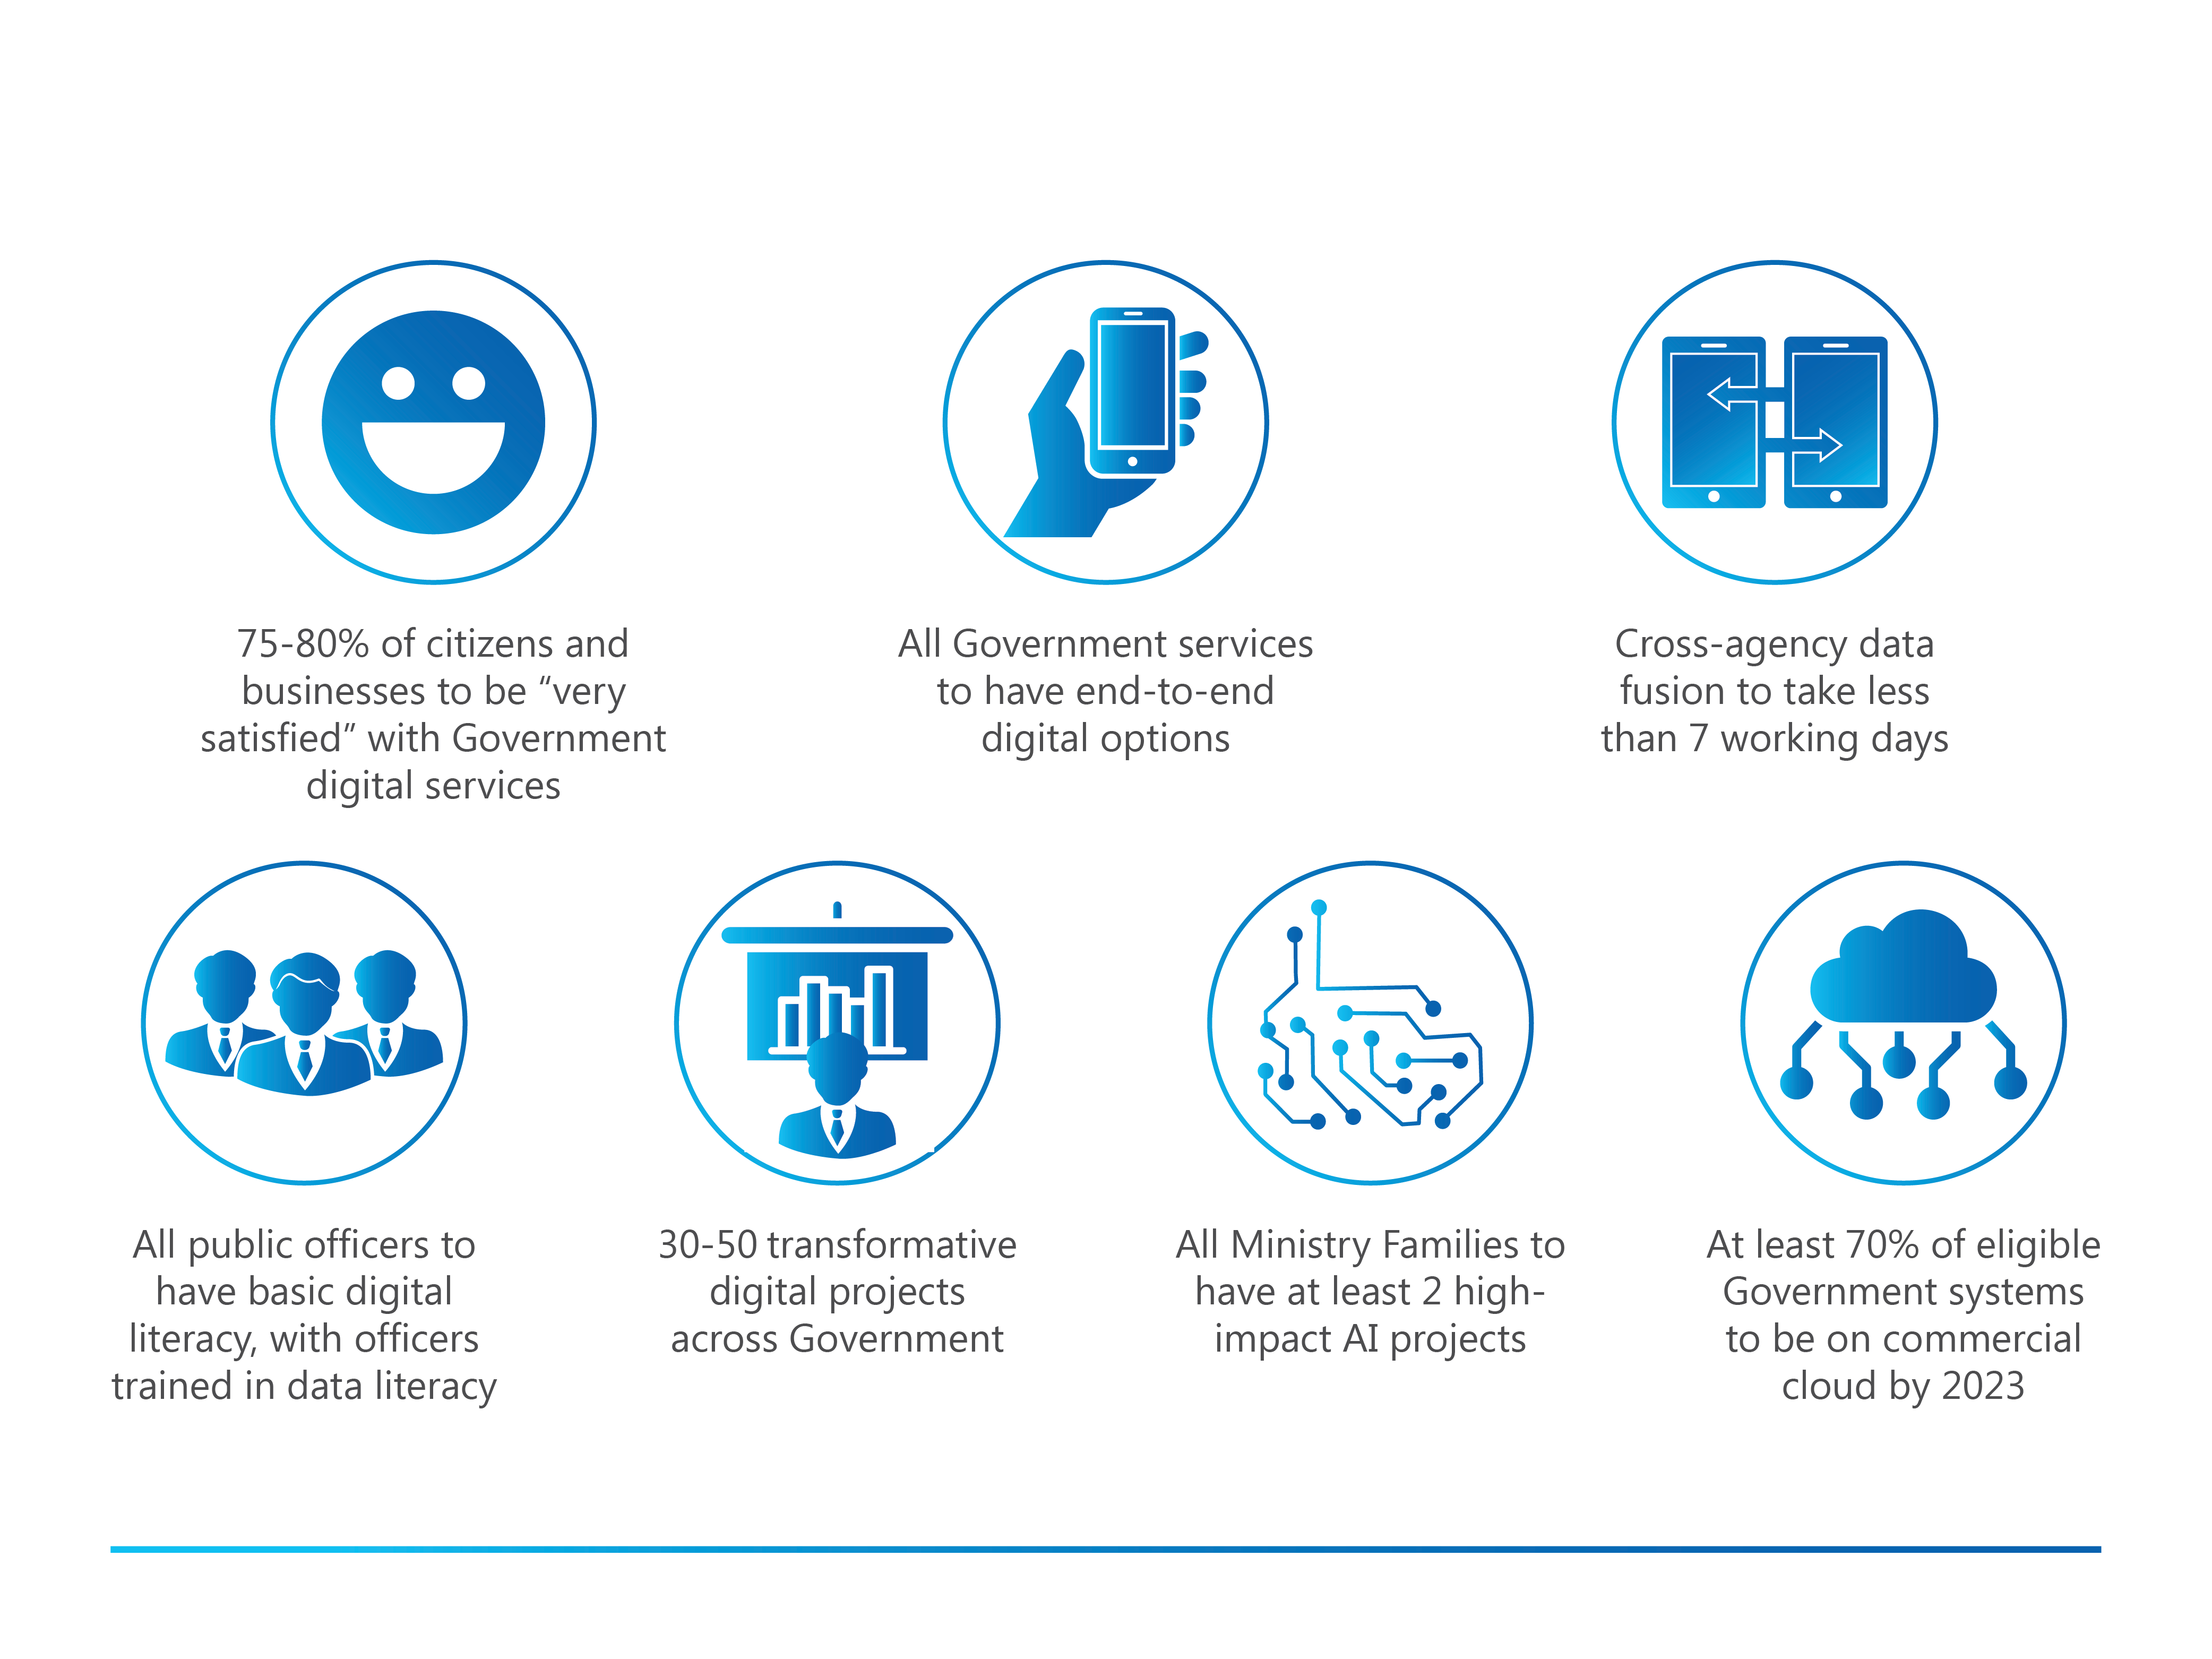 75-80% of citizens and
businesses to be “very
satisfied” with Government
digital services
All Government services
to have end-to-end
digital options
Cross-agency data
fusion to take less
than 7 working days
All public officers to
have basic digital
literacy, with officers
trained in data literacy
30-50 transformative
digital projects
across Government
All Ministry Families to
have at least 2 high-
impact AI projects
At least 70% of eligible
Government systems
to be on commercial
cloud by 2023